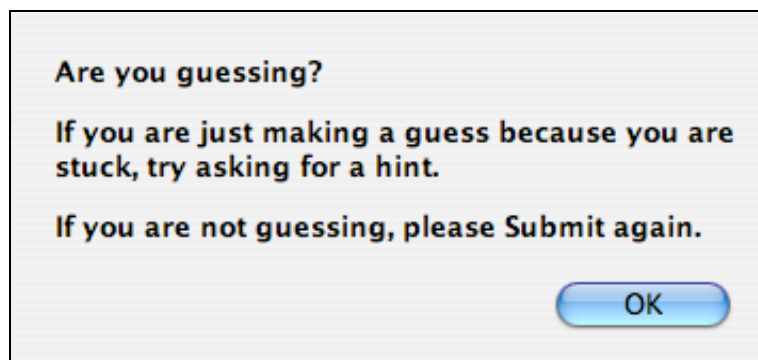 Are you guessing?
If you are just making a guess because you are
stuck, try asking for a hint.
If you are not guessing, please Submit again.
OK